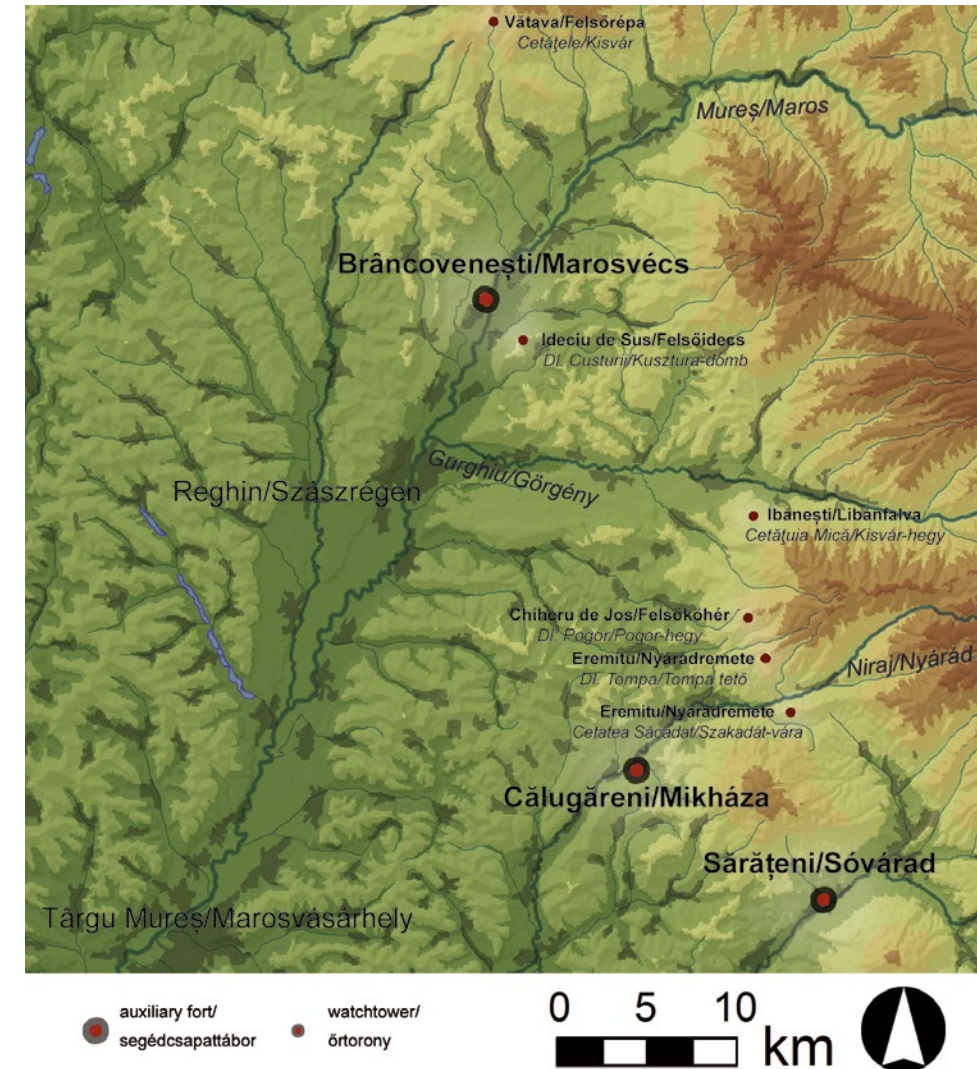 Vătava/Felsőrépa
Cetăţele/Kisvár
Mureș/Maros
Brâncovenești/Marosvécs
Ideciu de Sus/Felsőidecs
Dl. Custurii/Kusztura-domb
Gurghiu/Görgény
Reghin/Szászrégen
Ibănești/Libánfalva
Cetăţuia Mică/Kisvár-hegy
Chiheru de Jos/Felsőköhér
Dl. Pogor/Pogor-hegy
Eremitu/Nyárádremete
Dl. Tompa/Tompa tető
Niraj/Nyárád
Eremitu/Nyárádremete
Cetatea Săcădat/Szakadát-vára
Călugăreni/Mikháza
Sărățeni/Sóvárad
Târgu Mureș/Marosvásárhely
auxiliary fort/
segédcsapattábor
watchtower/
őrtorony
0 5 10
km